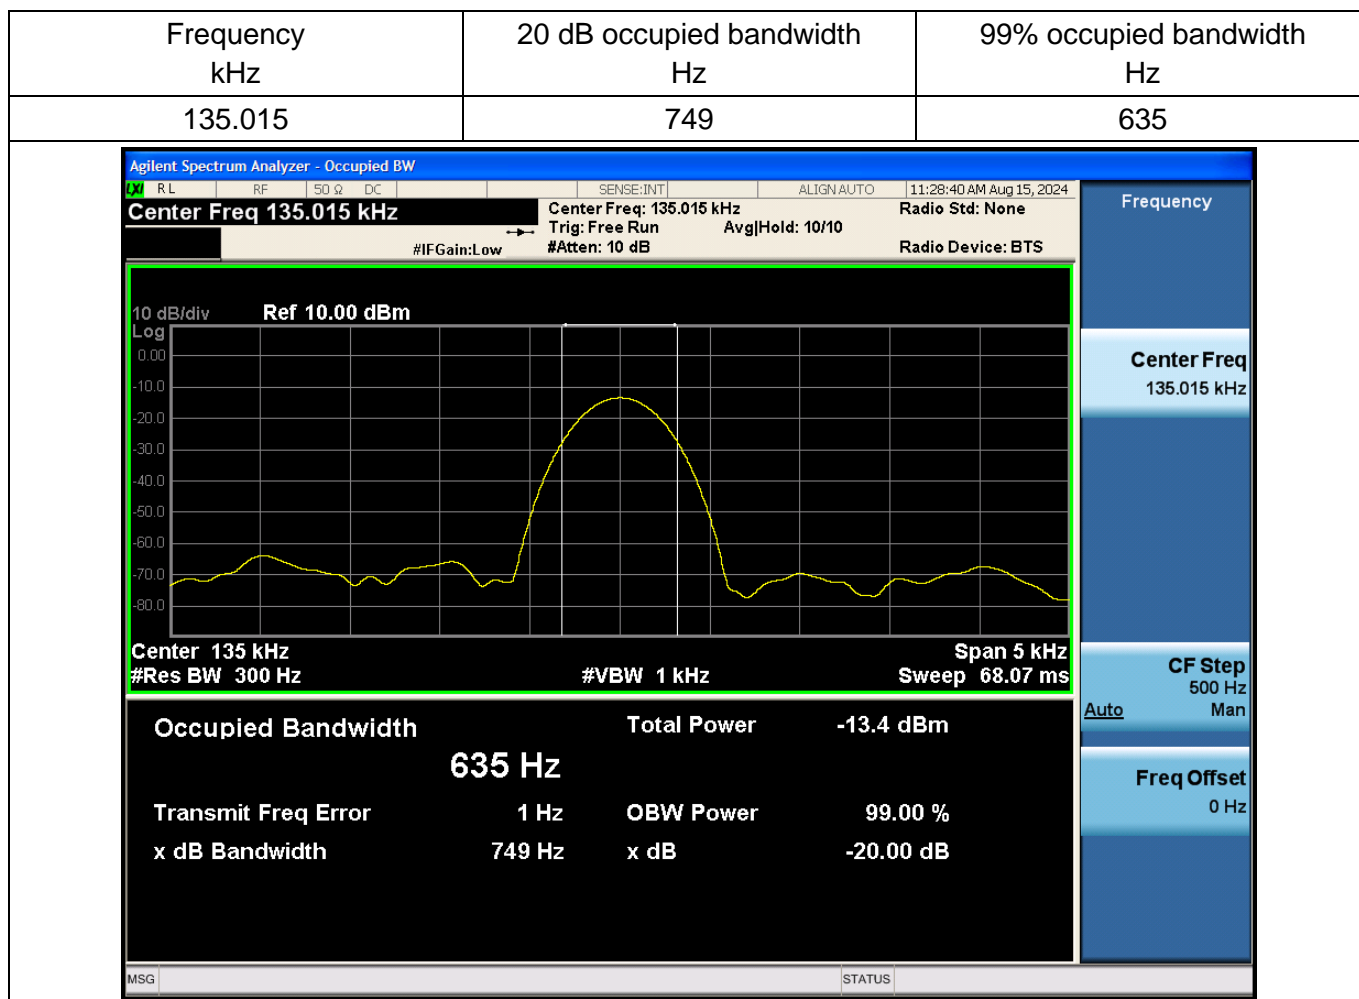 Frequency 20 dB occupied bandwidth 99% occupied bandwidth
kHz Hz Hz
135.015 749 635
Agilent Spectrum Analyzer - Occupied BW
LXI RL RF 50 Ω DC SENSE:INT ALIGN AUTO 11:28:40 AM Aug 15, 2024
Center Freq 135.015 kHz Center Freq: 135.015 kHz Radio Std: None
Trig: Free Run Avg|Hold: 10/10
#IFGain:Low #Atten: 10 dB Radio Device: BTS
Frequency
10 dB/div Ref 10.00 dBm
Log
0.00
-10.0
-20.0
-30.0
-40.0
-50.0
-60.0
-70.0
-80.0
Center 135 kHz Span 5 kHz
#Res BW 300 Hz #VBW 1 kHz Sweep 68.07 ms
Center Freq
135.015 kHz
CF Step
500 Hz
Auto Man
Freq Offset
0 Hz
Occupied Bandwidth Total Power -13.4 dBm
635 Hz
Transmit Freq Error 1 Hz OBW Power 99.00 %
x dB Bandwidth 749 Hz x dB -20.00 dB
MSG STATUS